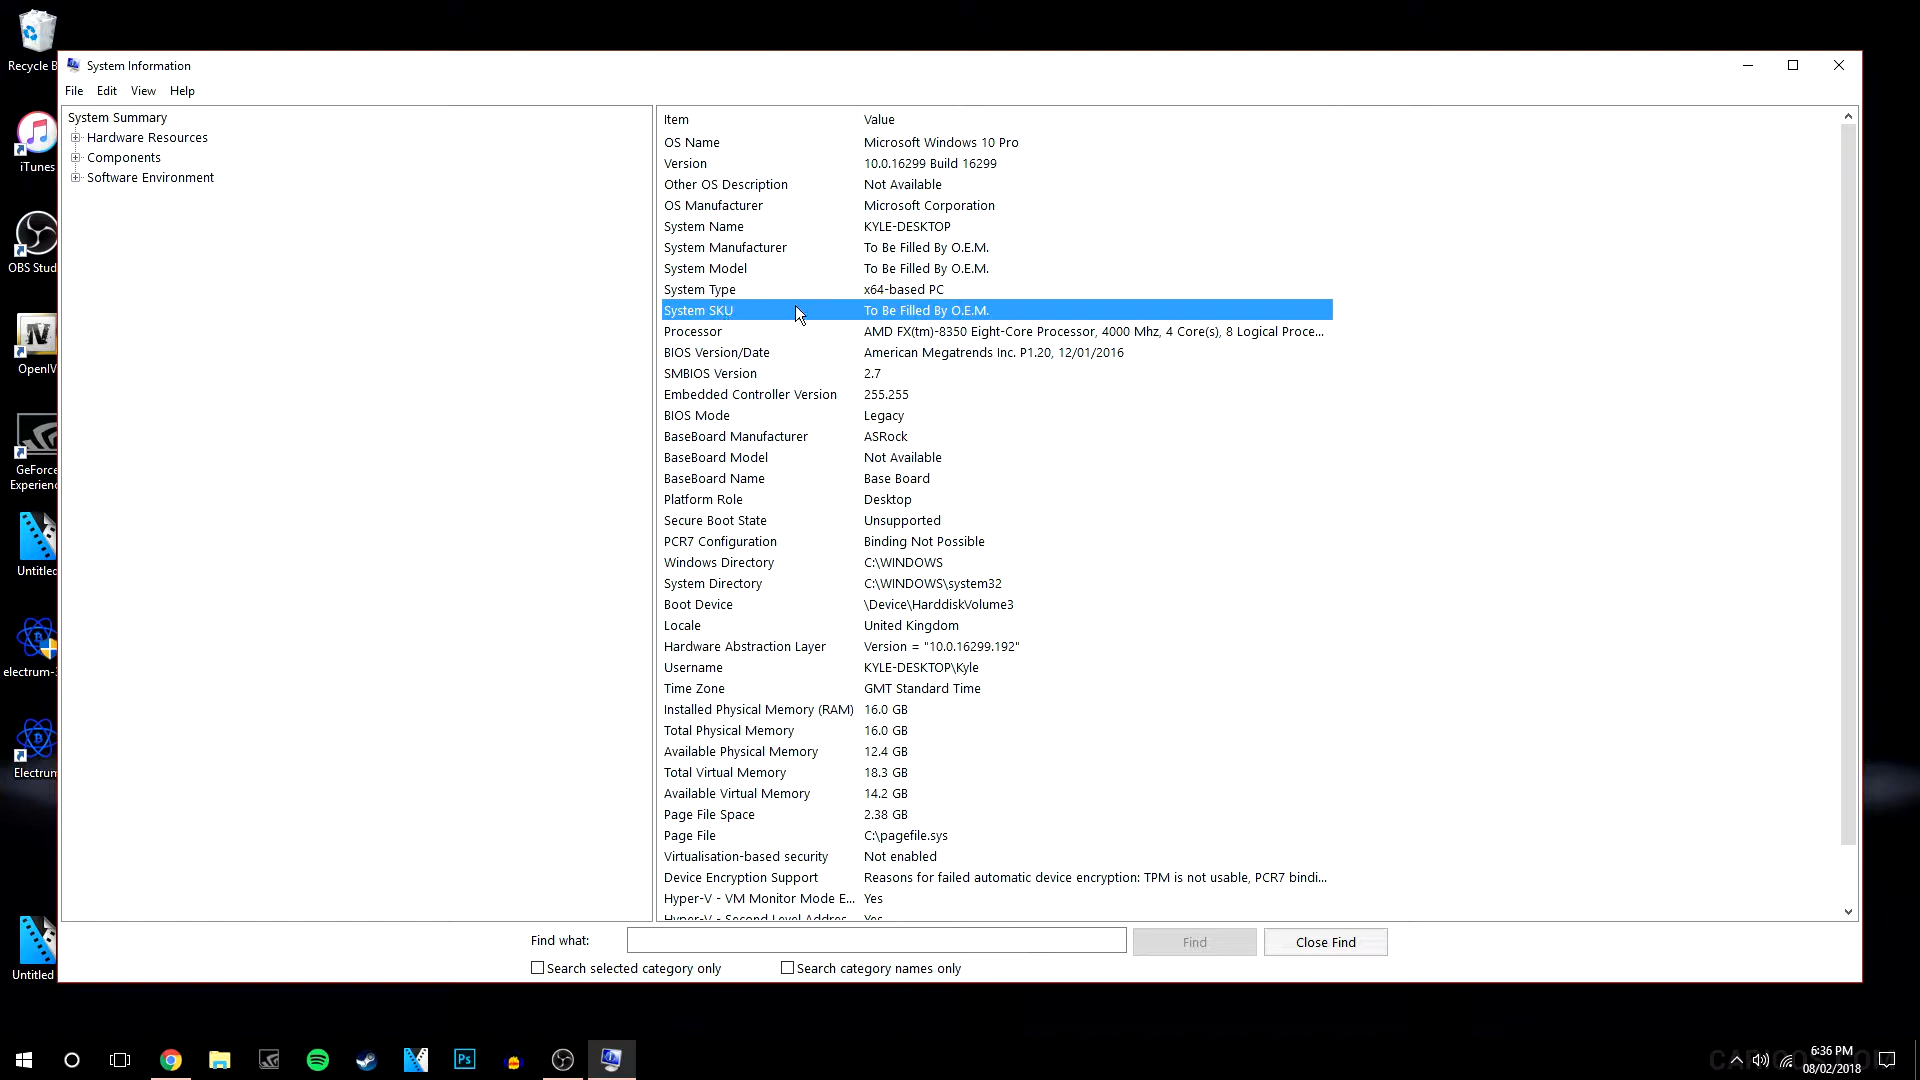 Recycle B
System Information
File Edit View Help
System Summary
Hardware Resources
Components
Software Environment
iTunes
OBS Stud
OpenIV
GeForce
Experienc
Untitled
electrum-
Electrum
Untitled
Item Value
OS Name Microsoft Windows 10 Pro
Version 10.0.16299 Build 16299
Other OS Description Not Available
OS Manufacturer Microsoft Corporation
System Name KYLE-DESKTOP
System Manufacturer To Be Filled By O.E.M.
System Model To Be Filled By O.E.M.
System Type x64-based PC
System SKU To Be Filled By O.E.M.
Processor AMD FX(tm)-8350 Eight-Core Processor, 4000 Mhz, 4 Core(s), 8 Logical Proce...
BIOS Version/Date American Megatrends Inc. P1.20, 12/01/2016
SMBIOS Version 2.7
Embedded Controller Version 255.255
BIOS Mode Legacy
BaseBoard Manufacturer ASRock
BaseBoard Model Not Available
BaseBoard Name Base Board
Platform Role Desktop
Secure Boot State Unsupported
PCR7 Configuration Binding Not Possible
Windows Directory C:\WINDOWS
System Directory C:\WINDOWS\system32
Boot Device \Device\HarddiskVolume3
Locale United Kingdom
Hardware Abstraction Layer Version = "10.0.16299.192"
Username KYLE-DESKTOP\Kyle
Time Zone GMT Standard Time
Installed Physical Memory (RAM) 16.0 GB
Total Physical Memory 16.0 GB
Available Physical Memory 12.4 GB
Total Virtual Memory 18.3 GB
Available Virtual Memory 14.2 GB
Page File Space 2.38 GB
Page File C:\pagefile.sys
Virtualisation-based security Not enabled
Device Encryption Support Reasons for failed automatic device encryption: TPM is not usable, PCR7 bindi...
Hyper-V - VM Monitor Mode E... Yes
Hyper-V - Second Level Addres... Yes
Find what: Find Close Find
Search selected category only Search category names only
Ps
6:36 PM
08/02/2018